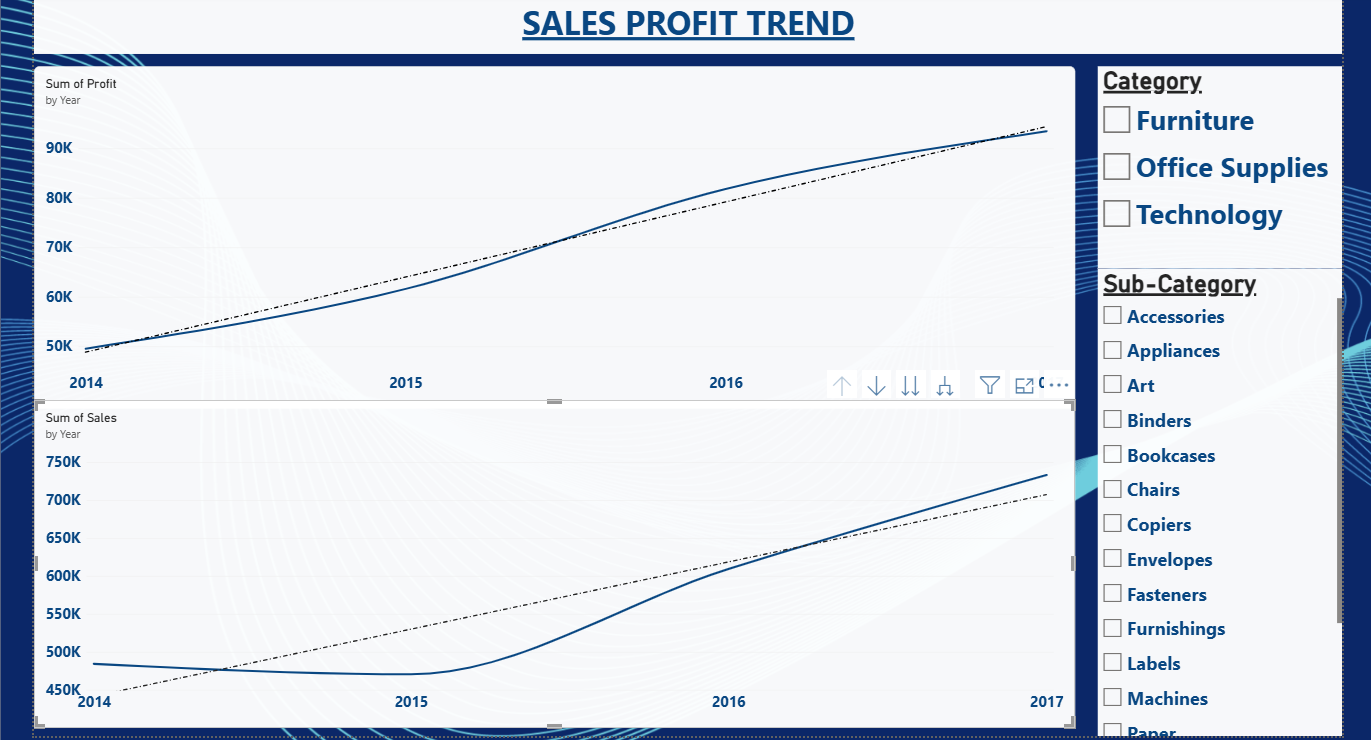 SALES PROFIT TREND
Sum of Profit
by Year
90K
80K
70K
60K
50K
2014
2015
2016
Sum of Sales
by Year
750K
700K
650K
600K
550K
500K
450K
2014
2015
2016
2017
Category
Furniture
Office Supplies
Technology
Sub-Category
Accessories
Appliances
Art
Binders
Bookcases
Chairs
Copiers
Envelopes
Fasteners
Furnishings
Labels
Machines
Paper